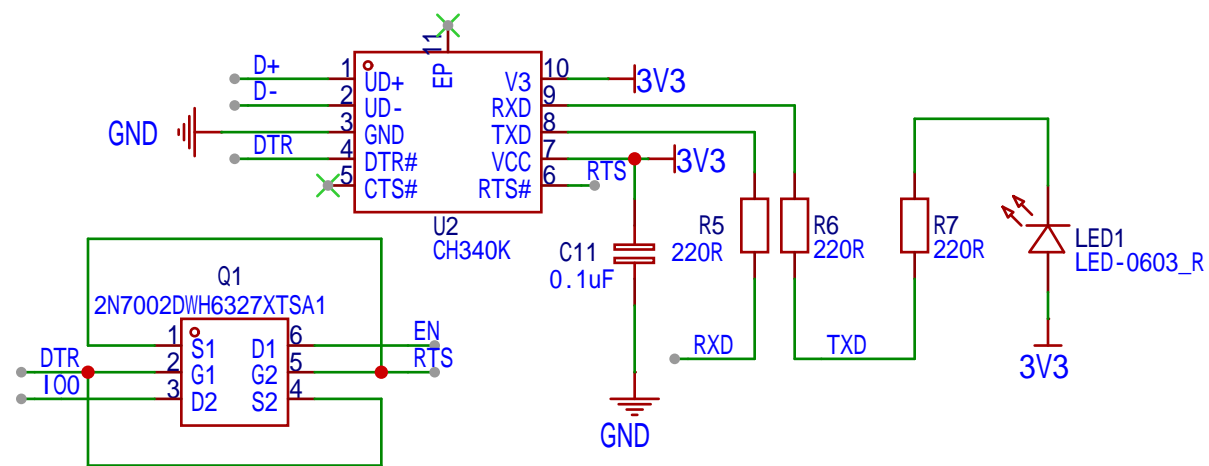 11
EP
D+
1
UD+
V3
10
3V3
D-
2
UD-
RXD
9
GND
3
GND
TXD
8
DTR
4
DTR#
VCC
7
3V3
5
CTS#
RTS#
6
RTS
U2
CH340K
C11
0.1uF
R5
220R
R6
220R
R7
220R
LED1
LED-0603_R
Q1
2N7002DWH6327XTSA1
1
S1
D1
6
EN
DTR
2
G1
G2
5
RTS
IO0
3
D2
S2
4
RXD
TXD
3V3
GND